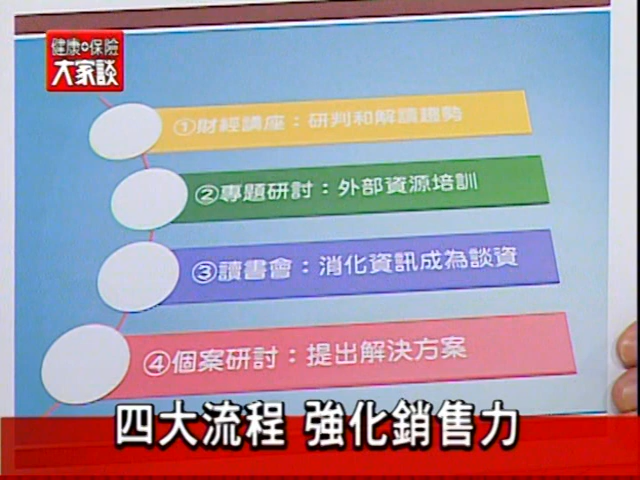 健康e保險
大家談
①財經講座：研判和解讀趨勢
②專題研討：外部資源培訓
③讀書會：消化資訊成為談資
④個案研討：提出解決方案
四大流程 強化銷售力